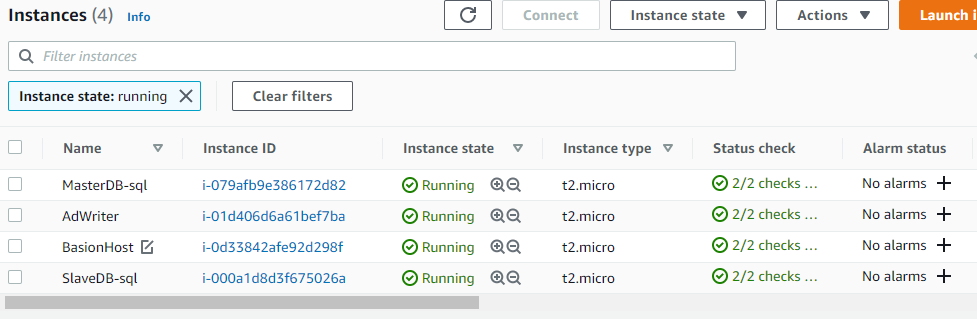 Instances (4) Info Connect Instance state Actions Launch i
Filter instances
Instance state: running Clear filters
Name Instance ID Instance state Instance type Status check Alarm status
MasterDB-sql i-079afb9e386172d82 Running t2.micro 2/2 checks ... No alarms
AdWriter i-01d406d6a61bef7ba Running t2.micro 2/2 checks ... No alarms
BasionHost i-0d33842afe92d298f Running t2.micro 2/2 checks ... No alarms
SlaveDB-sql i-000a1d8d3f675026a Running t2.micro 2/2 checks ... No alarms